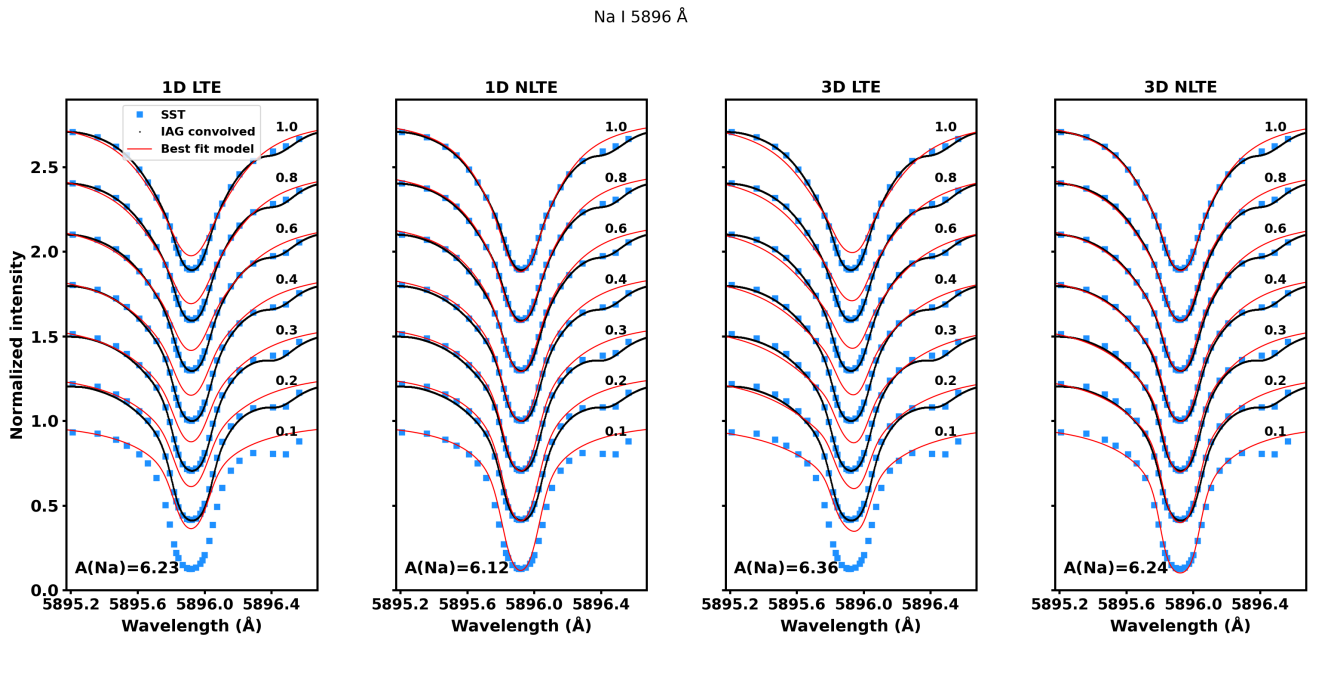 Na I 5896 Å
1D LTE
1D NLTE
3D LTE
3D NLTE
SST
IAG convolved
Best fit model
Normalized intensity
2.5
2.0
1.5
1.0
0.5
0.0
1.0
0.8
0.6
0.4
0.3
0.2
0.1
A(Na)=6.23
5895.2 5895.6 5896.0 5896.4
Wavelength (Å)
1.0
0.8
0.6
0.4
0.3
0.2
0.1
A(Na)=6.12
5895.2 5895.6 5896.0 5896.4
Wavelength (Å)
1.0
0.8
0.6
0.4
0.3
0.2
0.1
A(Na)=6.36
5895.2 5895.6 5896.0 5896.4
Wavelength (Å)
1.0
0.8
0.6
0.4
0.3
0.2
0.1
A(Na)=6.24
5895.2 5895.6 5896.0 5896.4
Wavelength (Å)